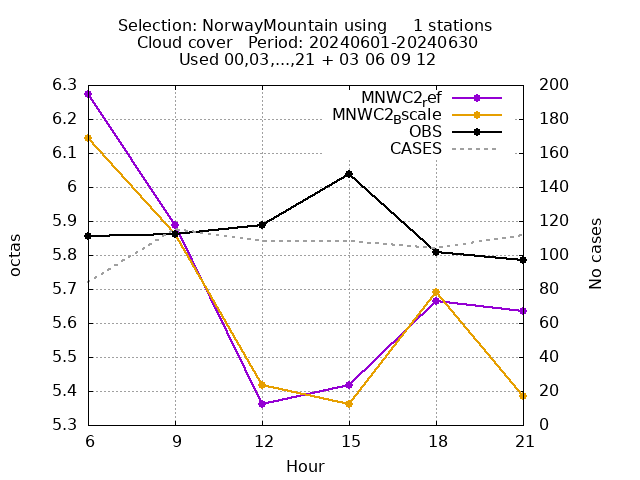 Selection: NorwayMountain using     1 stations
Cloud cover   Period: 20240601-20240630
Used 00,03,...,21 + 03 06 09 12
MNWC2ref
MNWC2Bscale
OBS
CASES
6.3
6.2
6.1
6
5.9
5.8
5.7
5.6
5.5
5.4
5.3
octas
200
180
160
140
120
100
80
60
40
20
0
No cases
6 9 12 15 18 21
Hour